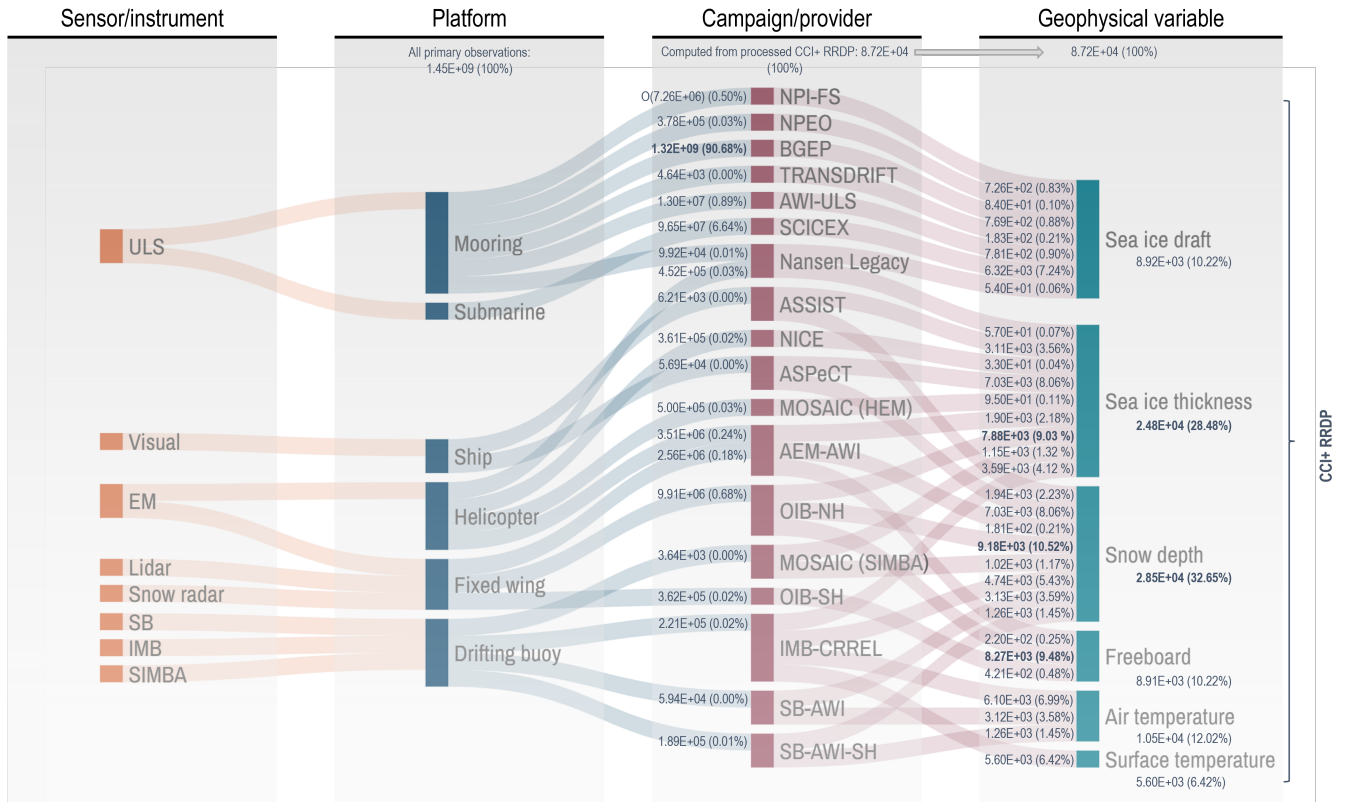 Sensor/instrument
Platform
Campaign/provider
Geophysical variable
All primary observations:
1.45E+09 (100%)
Computed from processed CCI+ RRDP: 8.72E+04
(100%)
8.72E+04 (100%)
ULS
Visual
EM
Lidar
Snow radar
SB
IMB
SIMBA
Mooring
Submarine
Ship
Helicopter
Fixed wing
Drifting buoy
O(7.26E+06) (0.50%)
NPI-FS
3.78E+05 (0.03%)
NPEO
1.32E+09 (90.68%)
BGEP
4.64E+03 (0.00%)
TRANSDRIFT
1.30E+07 (0.89%)
AWI-ULS
9.65E+07 (6.64%)
SCICEX
9.92E+04 (0.01%)
4.52E+05 (0.03%)
Nansen Legacy
6.21E+03 (0.00%)
ASSIST
3.61E+05 (0.02%)
NICE
5.69E+04 (0.00%)
ASPeCT
5.00E+05 (0.03%)
MOSAIC (HEM)
3.51E+06 (0.24%)
2.56E+06 (0.18%)
AEM-AWI
9.91E+06 (0.68%)
OIB-NH
3.64E+03 (0.00%)
MOSAIC (SIMBA)
3.62E+05 (0.02%)
OIB-SH
2.21E+05 (0.02%)
IMB-CRREL
5.94E+04 (0.00%)
SB-AWI
1.89E+05 (0.01%)
SB-AWI-SH
7.26E+02 (0.83%)
8.40E+01 (0.10%)
7.69E+02 (0.88%)
1.83E+02 (0.21%)
7.81E+02 (0.90%)
6.32E+03 (7.24%)
5.40E+01 (0.06%)
Sea ice draft
8.92E+03 (10.22%)
5.70E+01 (0.07%)
3.11E+03 (3.56%)
3.30E+01 (0.04%)
7.03E+03 (8.06%)
9.50E+01 (0.11%)
1.90E+03 (2.18%)
7.88E+03 (9.03 %)
1.15E+03 (1.32 %)
3.59E+03 (4.12 %)
Sea ice thickness
2.48E+04 (28.48%)
1.94E+03 (2.23%)
7.03E+03 (8.06%)
1.81E+02 (0.21%)
9.18E+03 (10.52%)
1.02E+03 (1.17%)
4.74E+03 (5.43%)
3.13E+03 (3.59%)
1.26E+03 (1.45%)
Snow depth
2.85E+04 (32.65%)
2.20E+02 (0.25%)
8.27E+03 (9.48%)
4.21E+02 (0.48%)
Freeboard
8.91E+03 (10.22%)
6.10E+03 (6.99%)
3.12E+03 (3.58%)
1.26E+03 (1.45%)
Air temperature
1.05E+04 (12.02%)
5.60E+03 (6.42%)
Surface temperature
5.60E+03 (6.42%)
CCI+ RRDP